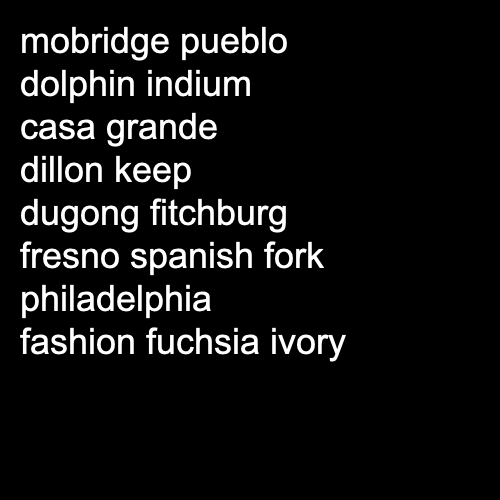 mobridge pueblo
dolphin indium
casa grande
dillon keep
dugong fitchburg
fresno spanish fork
philadelphia
fashion fuchsia ivory